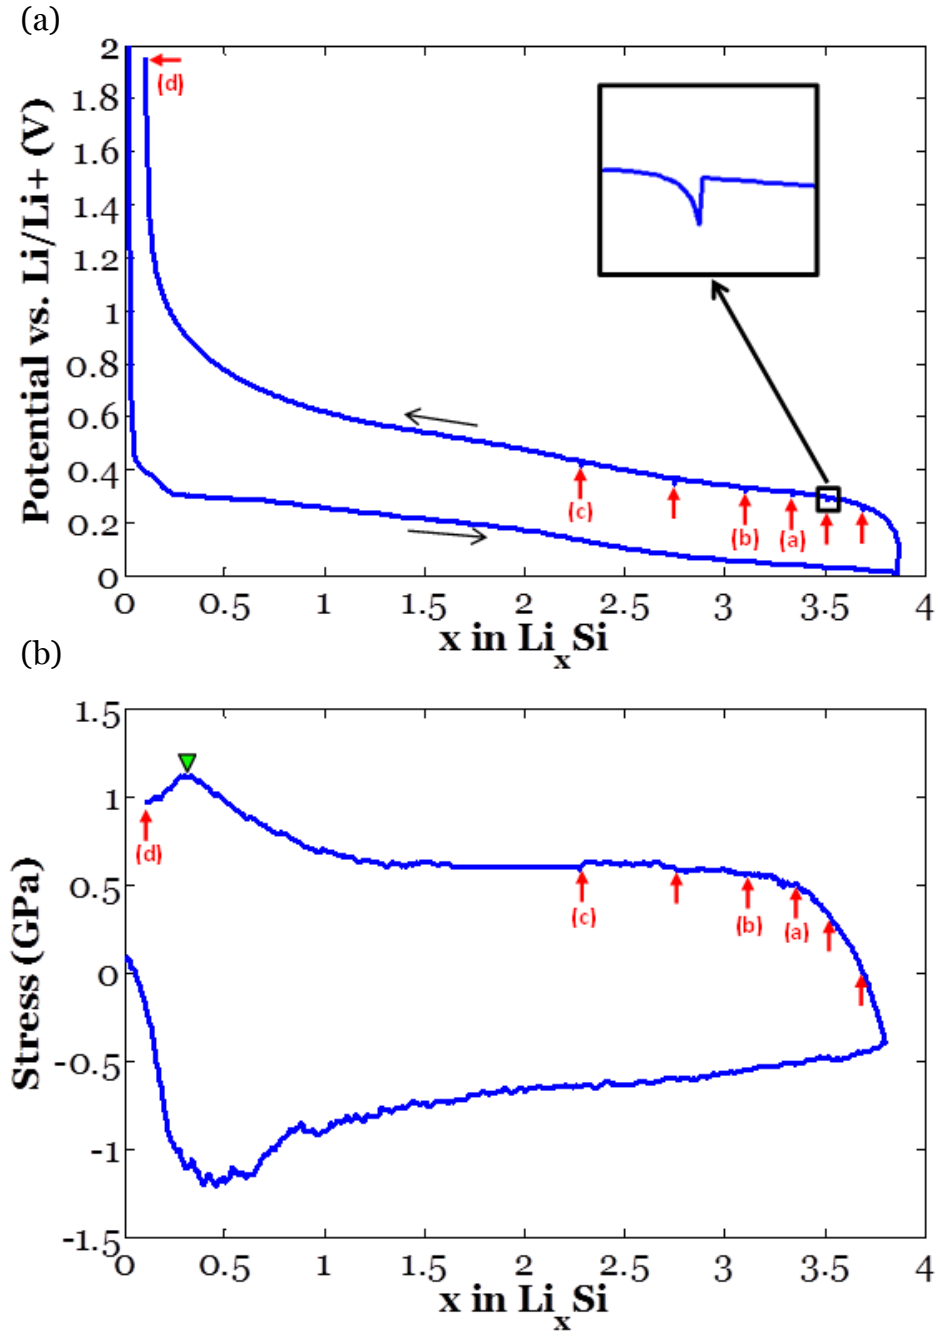 (a)
Potential vs. Li/Li+ (V)
2
1.8
1.6
1.4
1.2
1
0.8
0.6
0.4
0.2
0
(d)
(c)
(b)
(a)
0 0.5 1 1.5 2 2.5 3 3.5 4
x in LixSi
(b)
Stress (GPa)
1.5
1
0.5
0
-0.5
-1
-1.5
(d)
(c)
(b)
(a)
0 0.5 1 1.5 2 2.5 3 3.5 4
x in LixSi